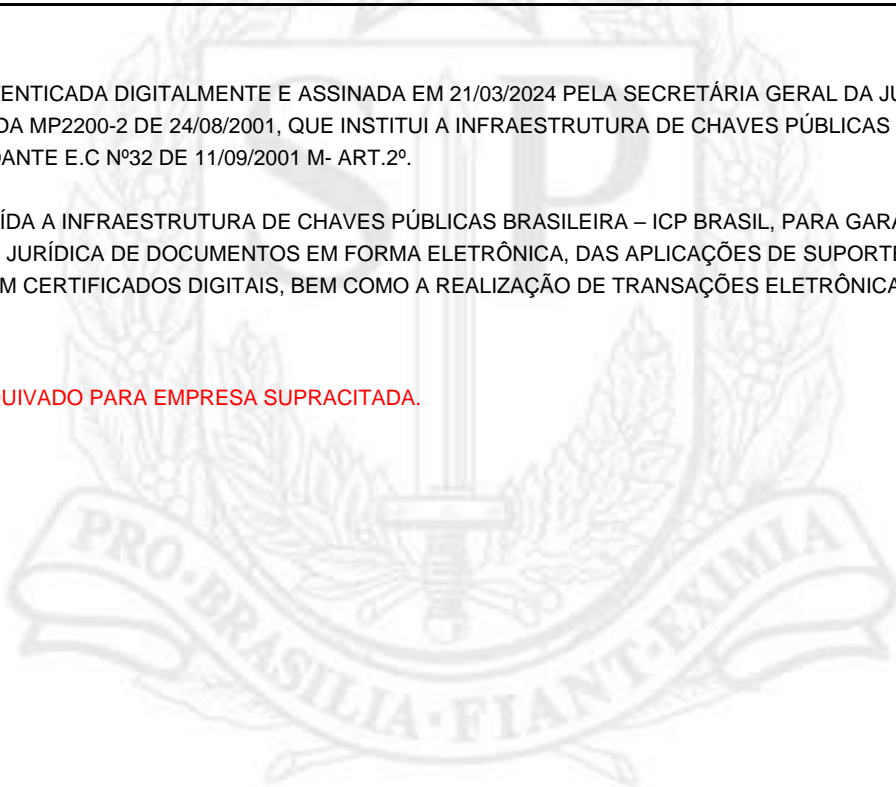 ENTICADA DIGITALMENTE E ASSINADA EM 21/03/2024 PELA SECRETÁRIA GERAL DA JU
DA MP2200-2 DE 24/08/2001, QUE INSTITUI A INFRAESTRUTURA DE CHAVES PÚBLICAS
DANTE E.C Nº32 DE 11/09/2001 M- ART.2º.
ÍDA A INFRAESTRUTURA DE CHAVES PÚBLICAS BRASILEIRA – ICP BRASIL, PARA GARA
JURÍDICA DE DOCUMENTOS EM FORMA ELETRÔNICA, DAS APLICAÇÕES DE SUPORTE
M CERTIFICADOS DIGITAIS, BEM COMO A REALIZAÇÃO DE TRANSAÇÕES ELETRÔNICA
UIVADO PARA EMPRESA SUPRACITADA.
SP
PRO·BRASILIA·FIANT·EXIMIA